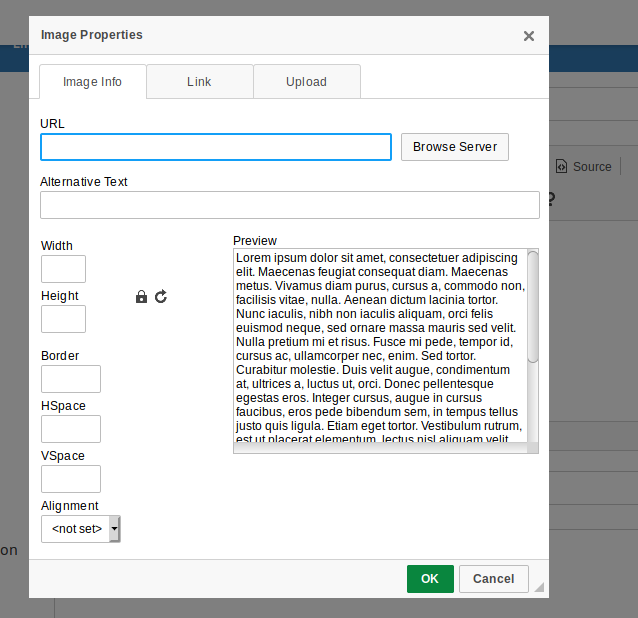 Image Properties
Image Info
Link
Upload
URL
Browse Server
Source
Alternative Text
?
Width
Preview
Lorem ipsum dolor sit amet, consectetuer adipiscing
elit. Maecenas feugiat consequat diam. Maecenas
metus. Vivamus diam purus, cursus a, commodo non,
facilisis vitae, nulla. Aenean dictum lacinia tortor.
Nunc iaculis, nibh non iaculis aliquam, orci felis
euismod neque, sed ornare massa mauris sed velit.
Nulla pretium mi et risus. Fusce mi pede, tempor id,
cursus ac, ullamcorper nec, enim. Sed tortor.
Curabitur molestie. Duis velit augue, condimentum
at, ultrices a, luctus ut, orci. Donec pellentesque
egestas eros. Integer cursus, augue in cursus
faucibus, eros pede bibendum sem, in tempus tellus
justo quis ligula. Etiam eget tortor. Vestibulum rutrum,
est ut placerat elementum, lectus nisl aliquam velit
Height
Border
HSpace
VSpace
Alignment
<not set>
on
OK
Cancel